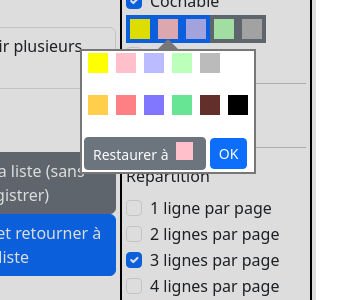 Cochable
ir plusieurs
Restaurer à
OK
a liste (sans
gistrer)
et retourner à
liste
Répartition
1 ligne par page
2 lignes par page
3 lignes par page
4 lignes par page